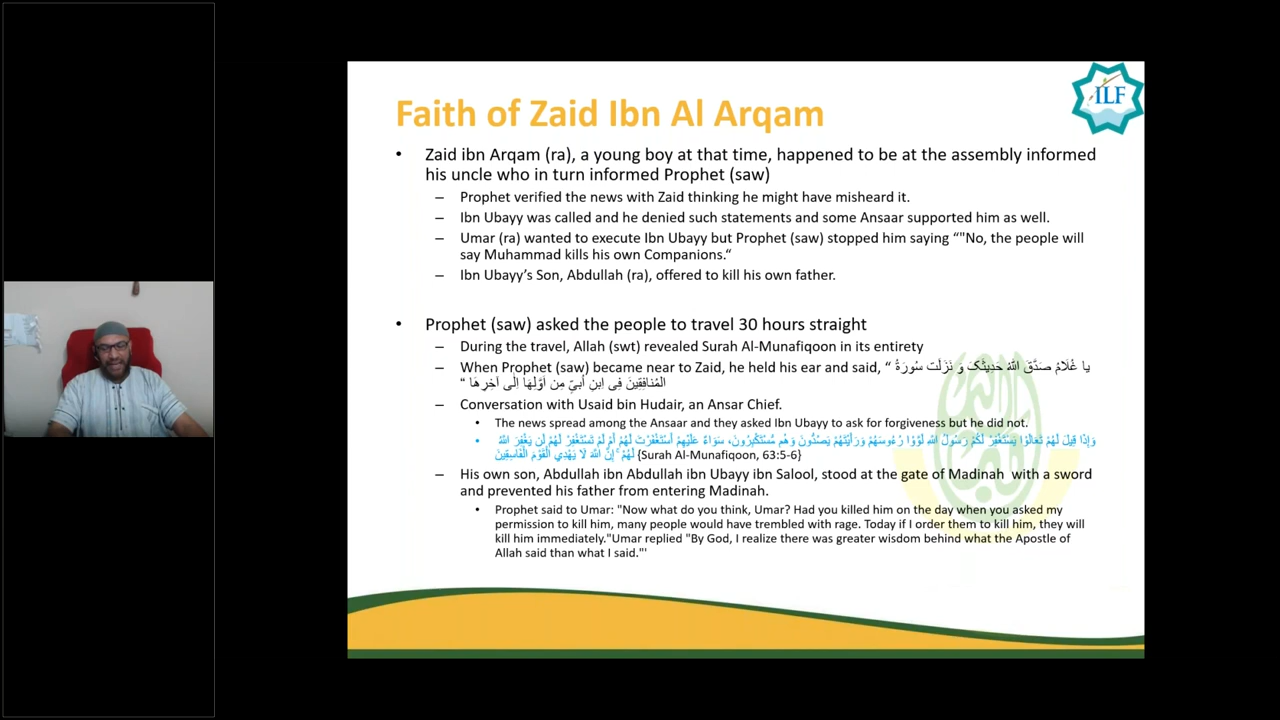 ILF
Faith of Zaid Ibn Al Arqam
• Zaid ibn Arqam (ra), a young boy at that time, happened to be at the assembly informed
his uncle who in turn informed Prophet (saw)
– Prophet verified the news with Zaid thinking he might have misheard it.
– Ibn Ubayy was called and he denied such statements and some Ansaar supported him as well.
– Umar (ra) wanted to execute Ibn Ubayy but Prophet (saw) stopped him saying “"No, the people will
say Muhammad kills his own Companions.“
– Ibn Ubayy’s Son, Abdullah (ra), offered to kill his own father.
• Prophet (saw) asked the people to travel 30 hours straight
– During the travel, Allah (swt) revealed Surah Al-Munafiqoon in its entirety
– When Prophet (saw) became near to Zaid, he held his ear and said, “ يا غُلَامُ صَدَّقَ اللهُ حَدِيثَكَ وَ نَزَلَت سُورَةُ
المُنافِقِينَ فِى اِبنِ اُبَيٍّ مِن اَوَّلِهَا اِلَى آخِرِهَا “
– Conversation with Usaid bin Hudair, an Ansar Chief.
• The news spread among the Ansaar and they asked Ibn Ubayy to ask for forgiveness but he did not.
• وَإِذَا قِيلَ لَهُمْ تَعَالَوْا يَسْتَغْفِرْ لَكُمْ رَسُولُ اللَّهِ لَوَّوْا رُءُوسَهُمْ وَرَأَيْتَهُمْ يَصُدُّونَ وَهُم مُّسْتَكْبِرُونَ، سَوَاءٌ عَلَيْهِمْ أَسْتَغْفَرْتَ لَهُمْ أَمْ لَمْ تَسْتَغْفِرْ لَهُمْ لَن يَغْفِرَ اللَّهُ
لَهُمْ ۚ إِنَّ اللَّهَ لَا يَهْدِي الْقَوْمَ الْفَاسِقِينَ {Surah Al-Munafiqoon, 63:5-6}
– His own son, Abdullah ibn Abdullah ibn Ubayy ibn Salool, stood at the gate of Madinah with a sword
and prevented his father from entering Madinah.
• Prophet said to Umar: "Now what do you think, Umar? Had you killed him on the day when you asked my
permission to kill him, many people would have trembled with rage. Today if I order them to kill him, they will
kill him immediately."Umar replied "By God, I realize there was greater wisdom behind what the Apostle of
Allah said than what I said."'